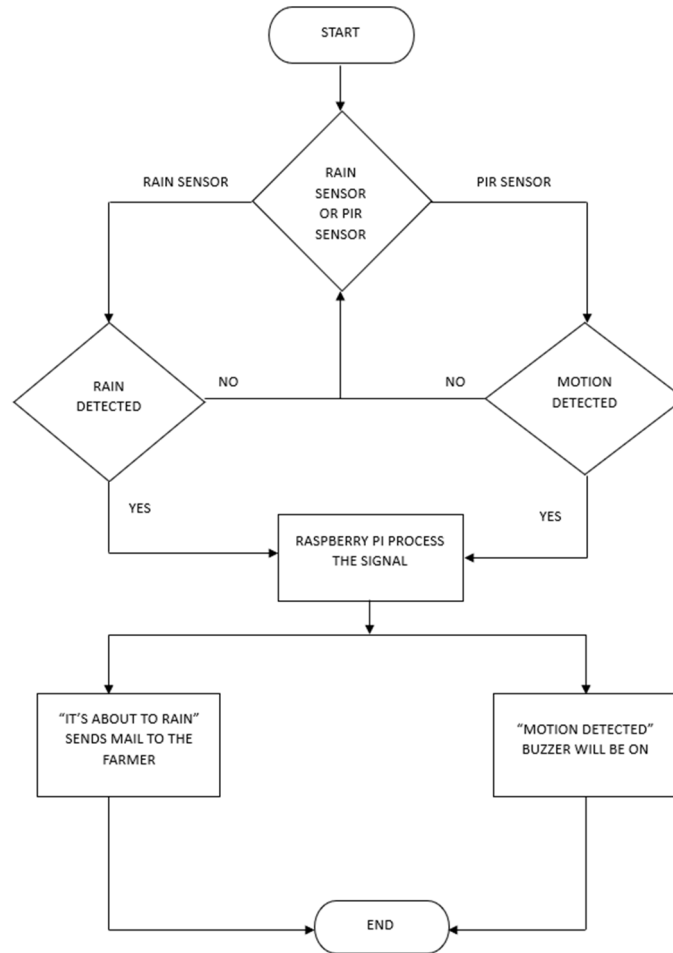 START
RAIN
SENSOR
OR PIR
SENSOR
RAIN SENSOR
PIR SENSOR
RAIN
DETECTED
NO
NO
MOTION
DETECTED
YES
YES
RASPBERRY PI PROCESS
THE SIGNAL
“IT’S ABOUT TO RAIN”
SENDS MAIL TO THE
FARMER
“MOTION DETECTED”
BUZZER WILL BE ON
END